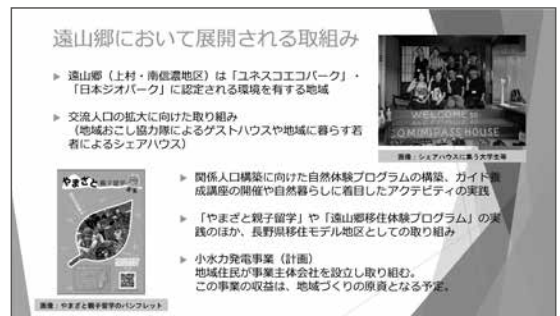 遠山郷において展開される取組み
遠山郷（上村・南信濃地区）は「ユネスコエコパーク」・
「日本ジオパーク」に認定される環境を有する地域
交流人口の拡大に向けた取り組み
（地域おこし協力隊によるゲストハウスや地域に暮らす若
者によるシェアハウス）
WELCOME to
COMIMIPASS HOUSE
画像：シェアハウスに集う大学生等
関係人口構築に向けた自然体験プログラムの構築、ガイド養
成講座の開催や自然暮らしに着目したアクテビティの実践
「やまざと親子留学」や「遠山郷移住体験プログラム」の実
践のほか、長野県移住モデル地区としての取り組み
小水力発電事業（計画）
地域住民が事業主体会社を設立し取り組む。
この事業の収益は、地域づくりの原資となる予定。
やまざと親子留学
画像：やまざと親子留学のパンフレット